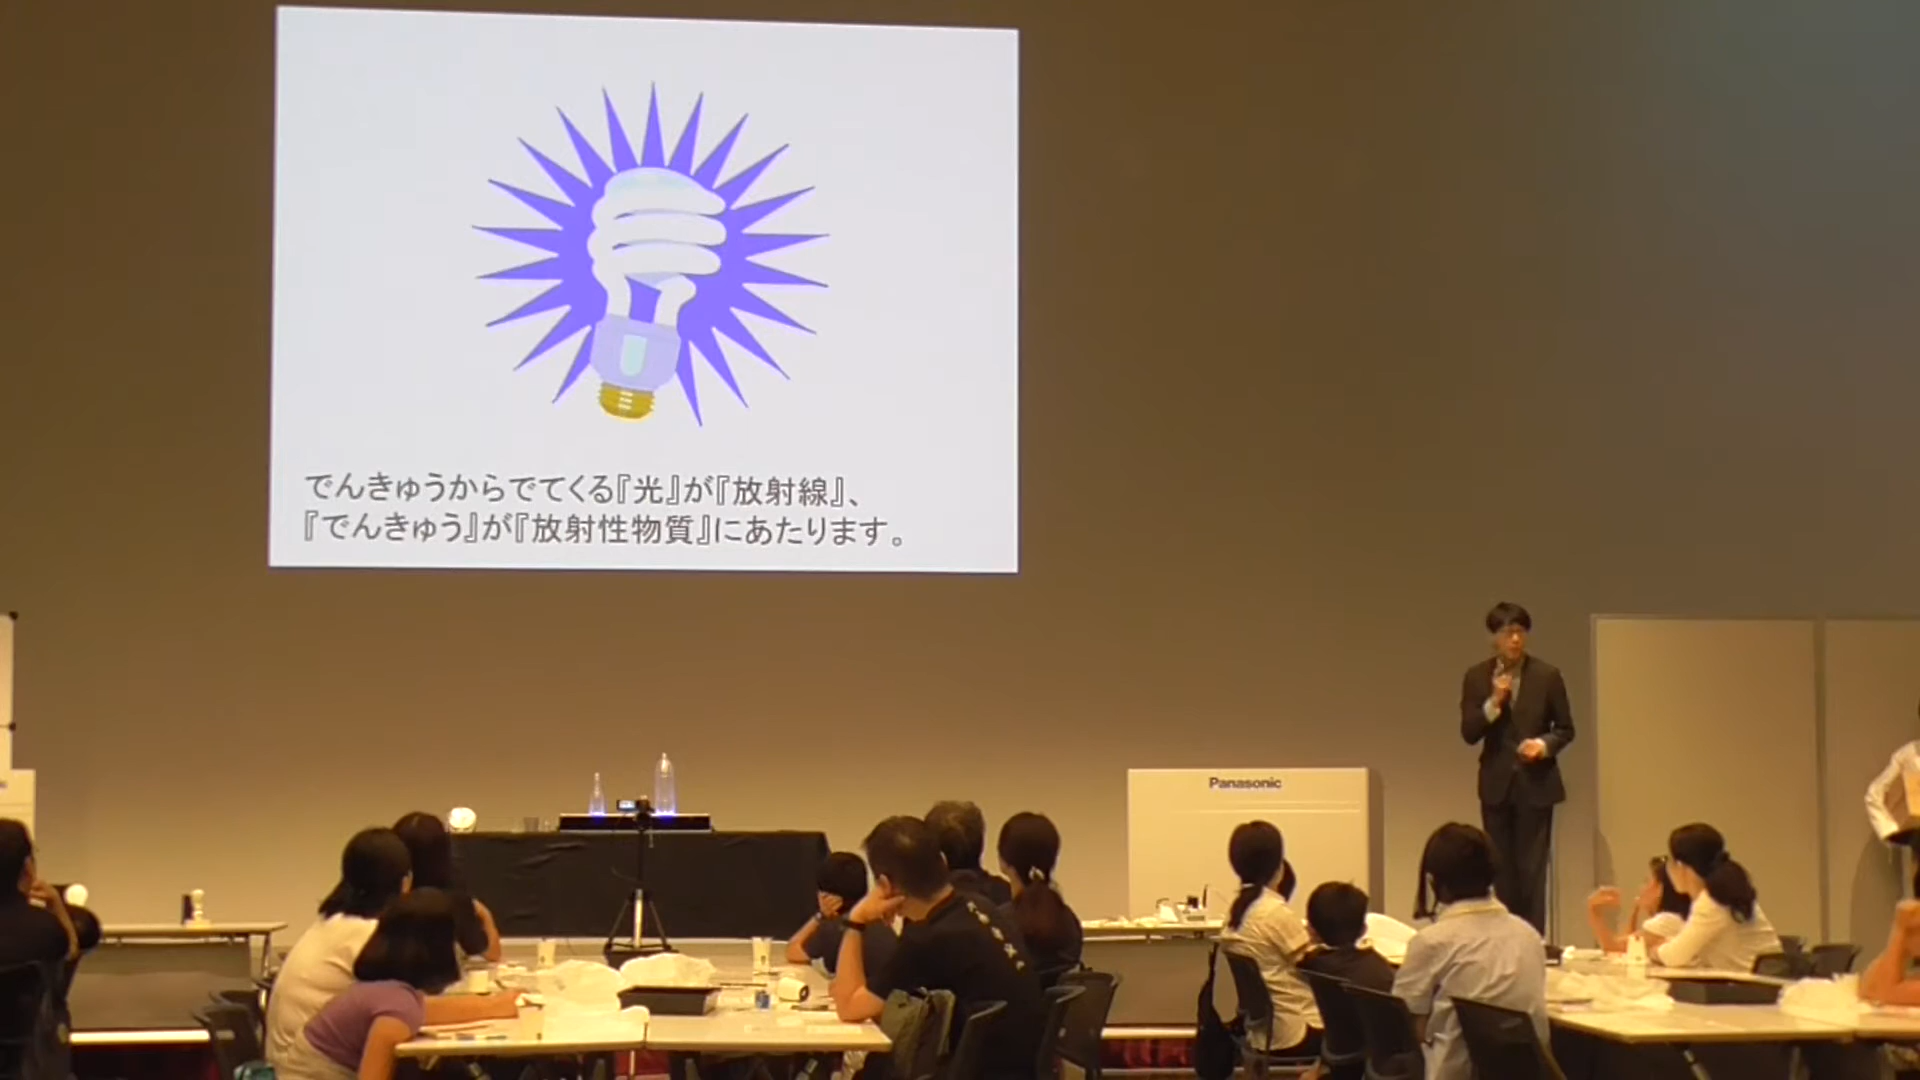 でんきゅうからでてくる『光』が『放射線』、
『でんきゅう』が『放射性物質』にあたります。
Panasonic